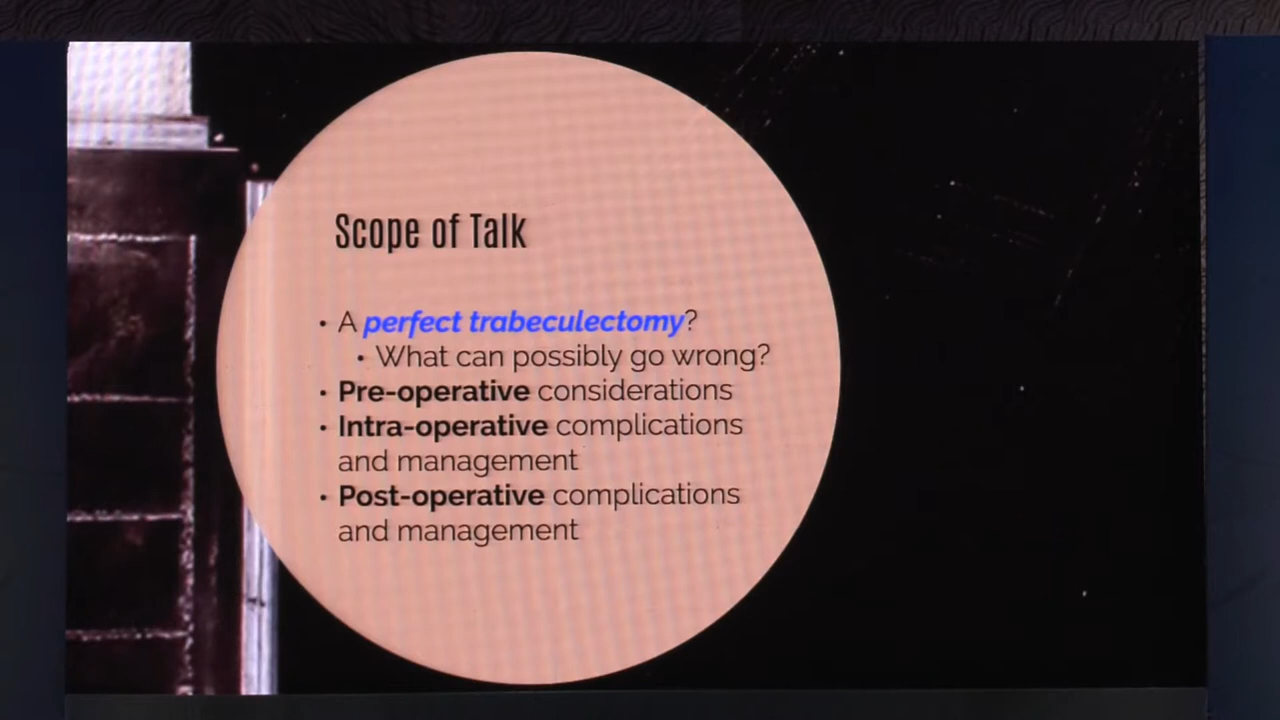 Scope of Talk
• A perfect trabeculectomy?
• What can possibly go wrong?
• Pre-operative considerations
• Intra-operative complications
and management
• Post-operative complications
and management